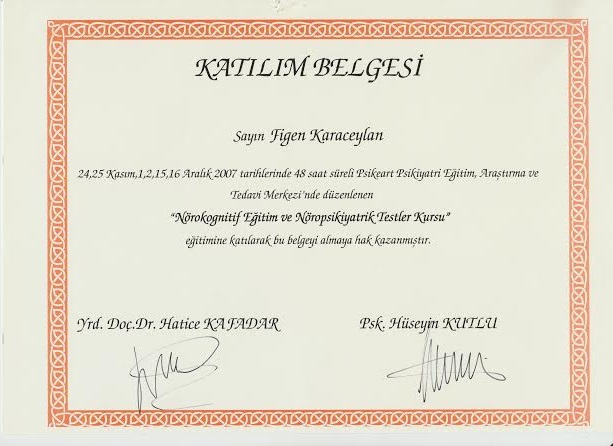 KATILIM BELGESİ
Sayın Figen Karaceylan
24,25 Kasım,1,2,15,16 Aralık 2007 tarihlerinde 48 saat süreli Psikeart Psikiyatri Eğitim, Araştırma ve
Tedavi Merkezi'nde düzenlenen
"Nörokognitif Eğitim ve Nöropsikiyatrik Testler Kursu"
eğitimine katılarak bu belgeyi almaya hak kazanmıştır.
Yrd. Doç.Dr. Hatice KAFADAR
Psk. Hüseyin KUTLU